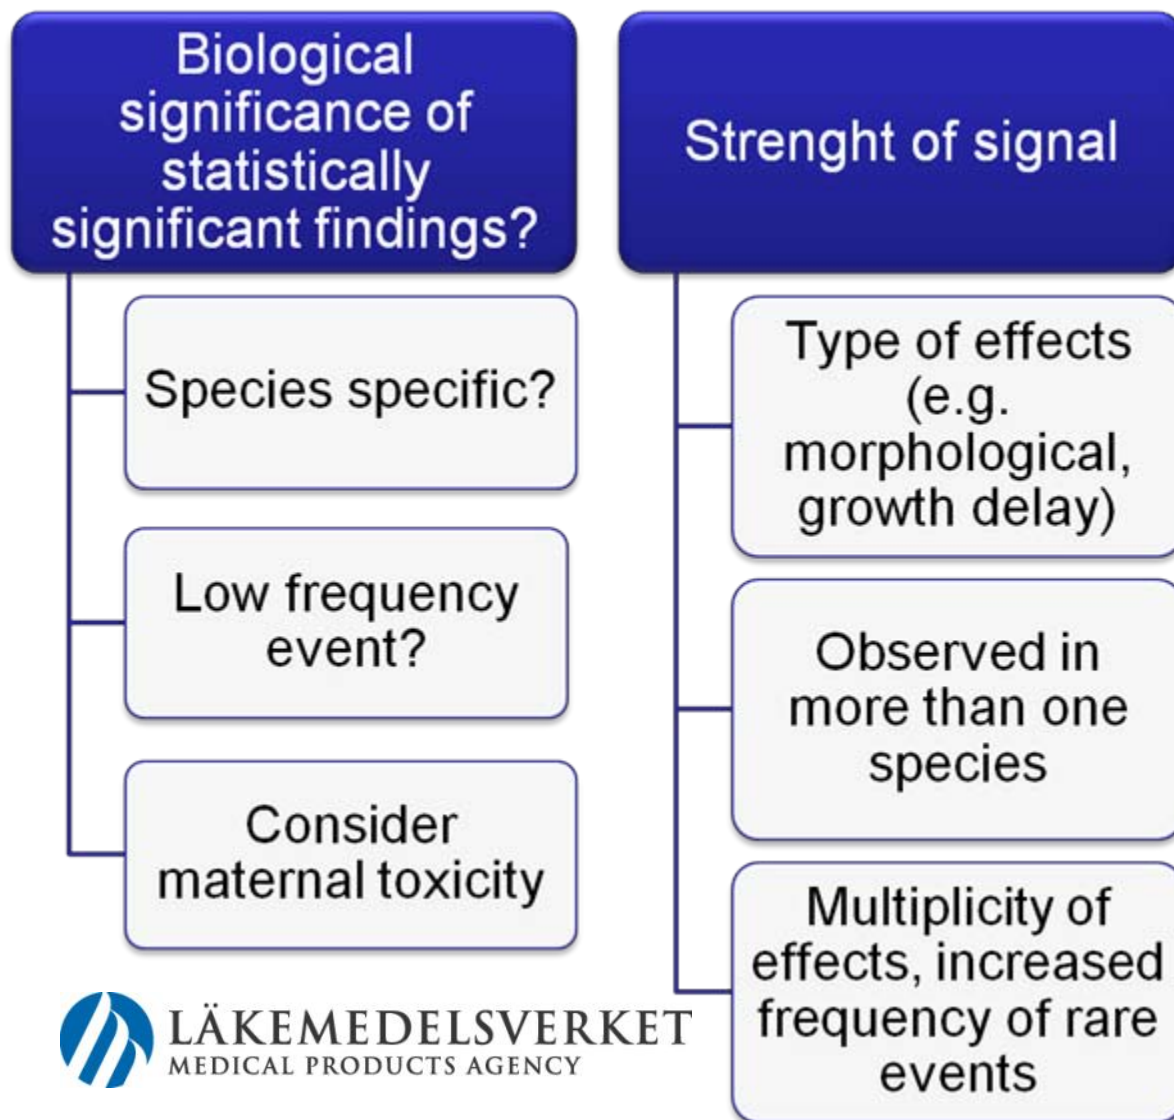 Biological
significance of
statistically
significant findings?
Species specific?
Low frequency
event?
Consider
maternal toxicity
Strenght of signal
Type of effects
(e.g.
morphological,
growth delay)
Observed in
more than one
species
Multiplicity of
effects, increased
frequency of rare
events
LÄKEMEDELSVERKET
MEDICAL PRODUCTS AGENCY